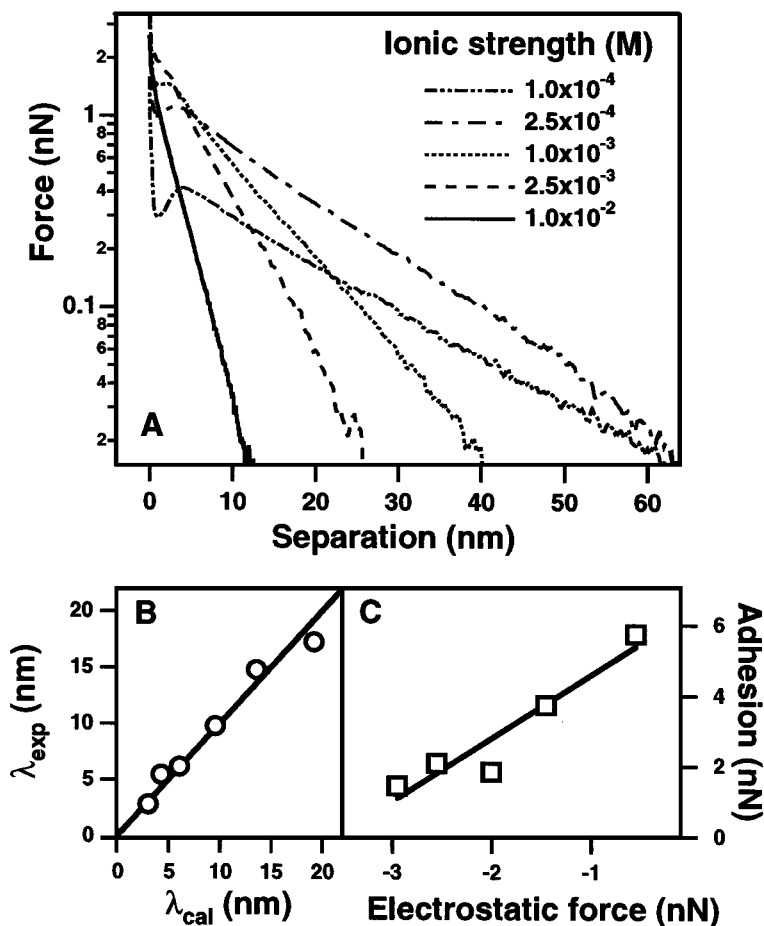 Ionic strength (M)
1.0x10⁻⁴
2.5x10⁻⁴
1.0x10⁻³
2.5x10⁻³
1.0x10⁻²
Force (nN)
2
1
8
6
4
2
0.1
8
6
4
2
A
0 10 20 30 40 50 60
Separation (nm)
B
λexp (nm)
20
15
10
5
0
0 5 10 15 20
λcal (nm)
C
Adhesion (nN)
6
4
2
0
-3 -2 -1
Electrostatic force (nN)